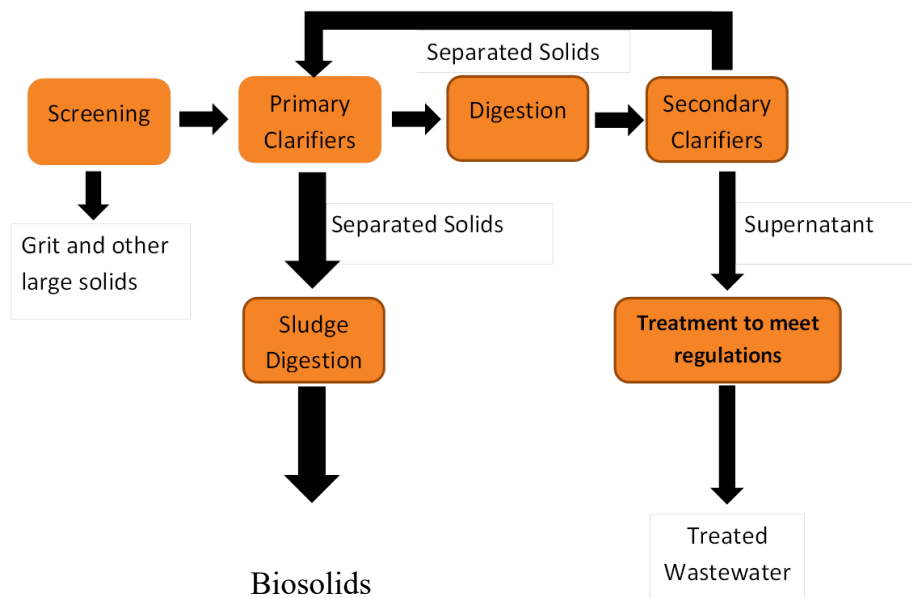 Separated Solids
Screening
Primary
Clarifiers
Digestion
Secondary
Clarifiers
Grit and other
large solids
Separated Solids
Supernatant
Sludge
Digestion
Treatment to meet
regulations
Biosolids
Treated
Wastewater